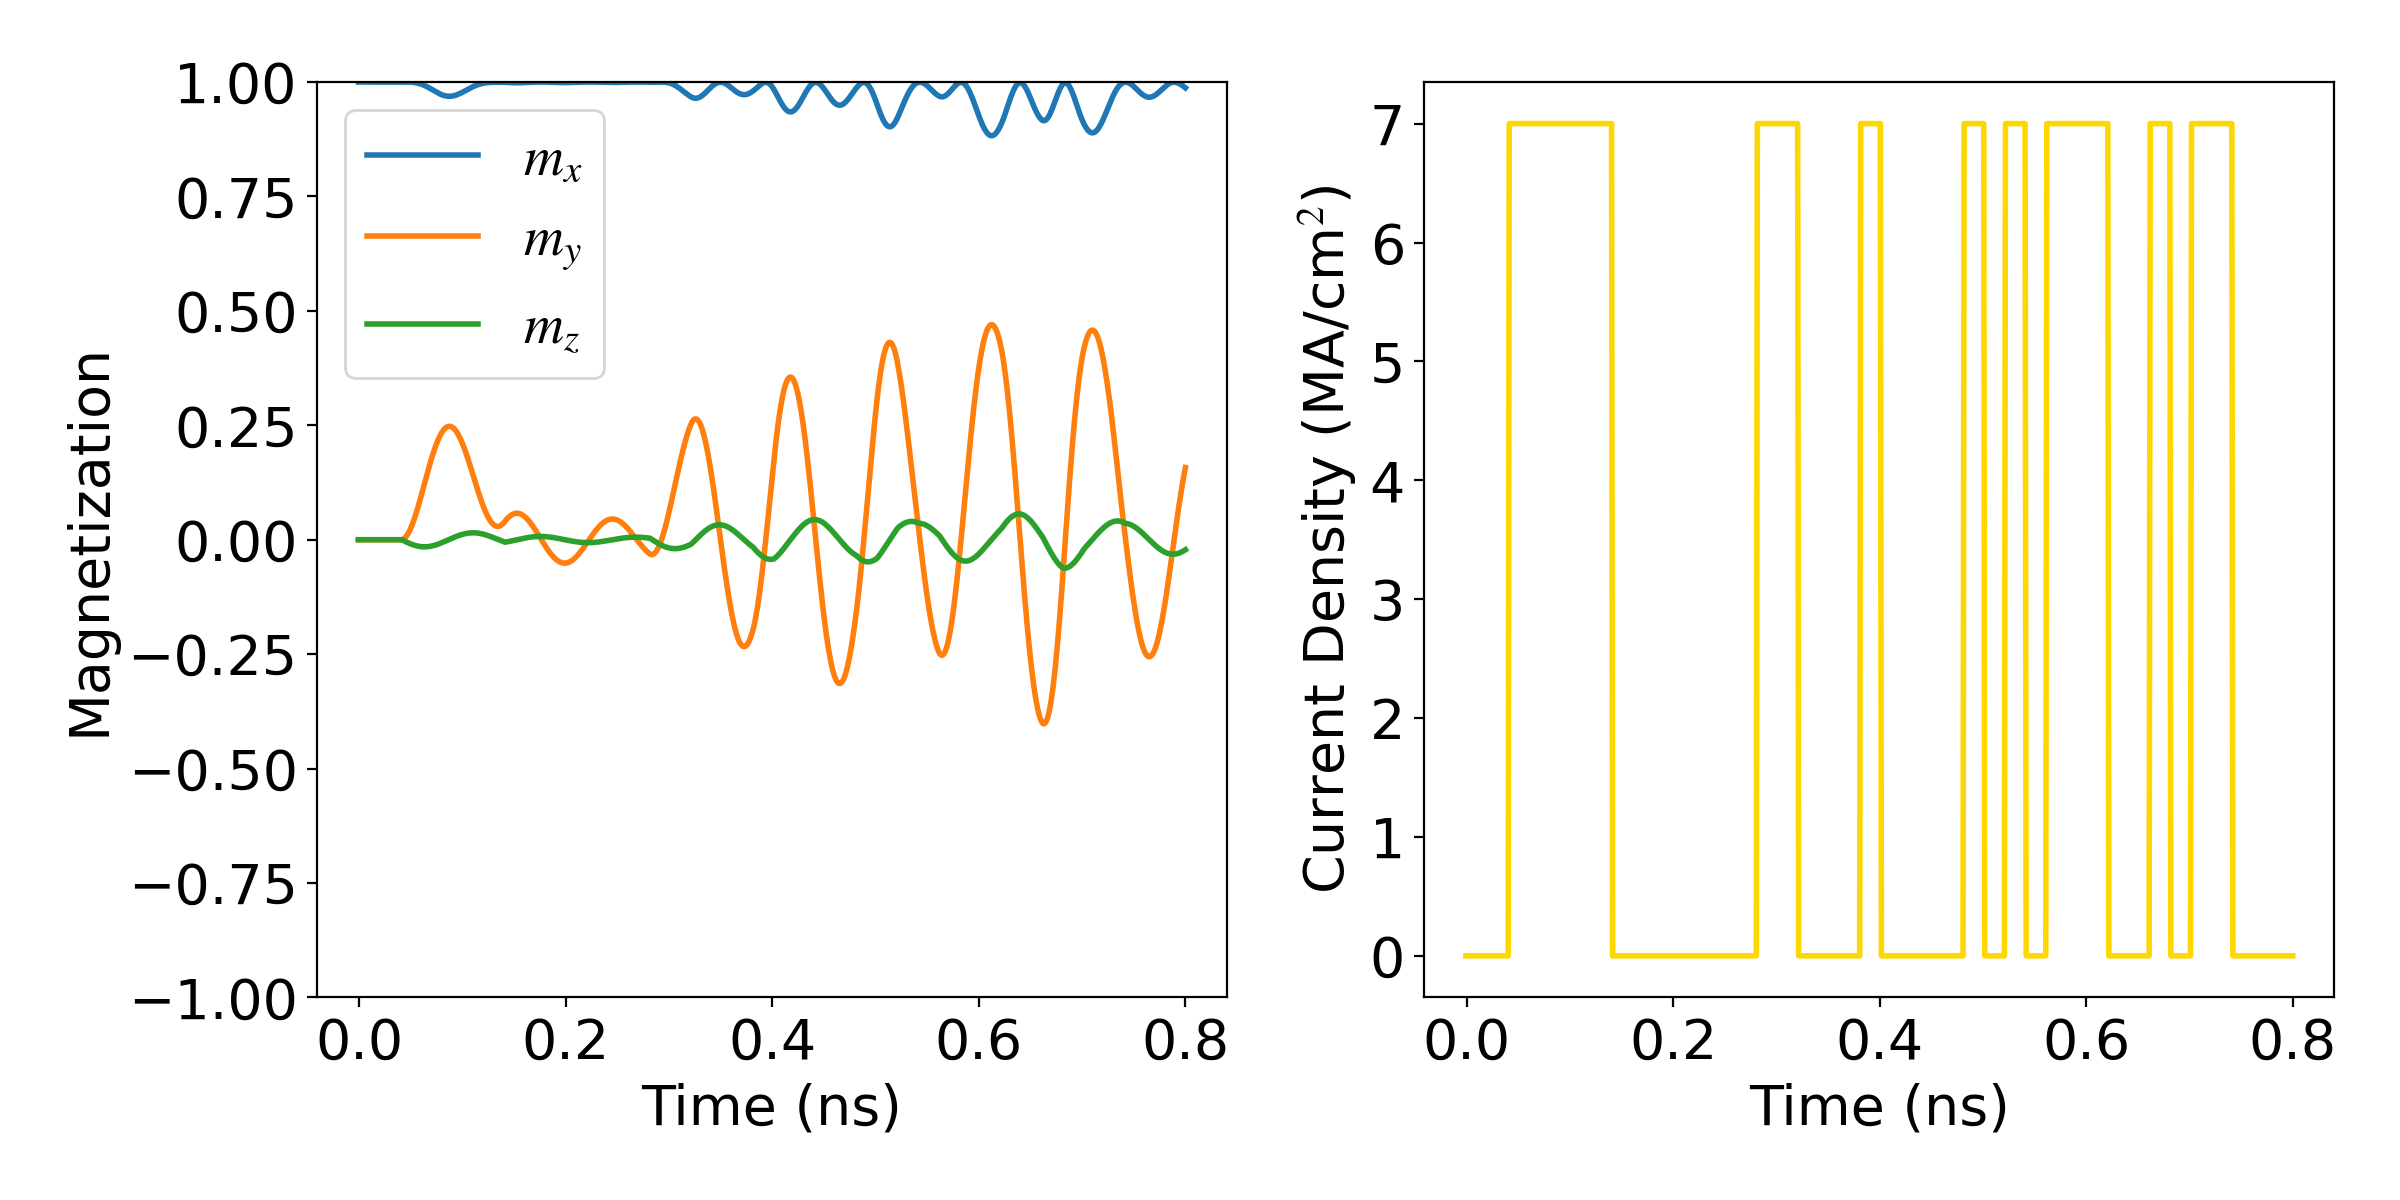 1.00
0.75
0.50
0.25
0.00
−0.25
−0.50
−0.75
−1.00
Magnetization
m_x
m_y
m_z
0.0 0.2 0.4 0.6 0.8
Time (ns)
7
6
5
4
3
2
1
0
Current Density (MA/cm²)
0.0 0.2 0.4 0.6 0.8
Time (ns)